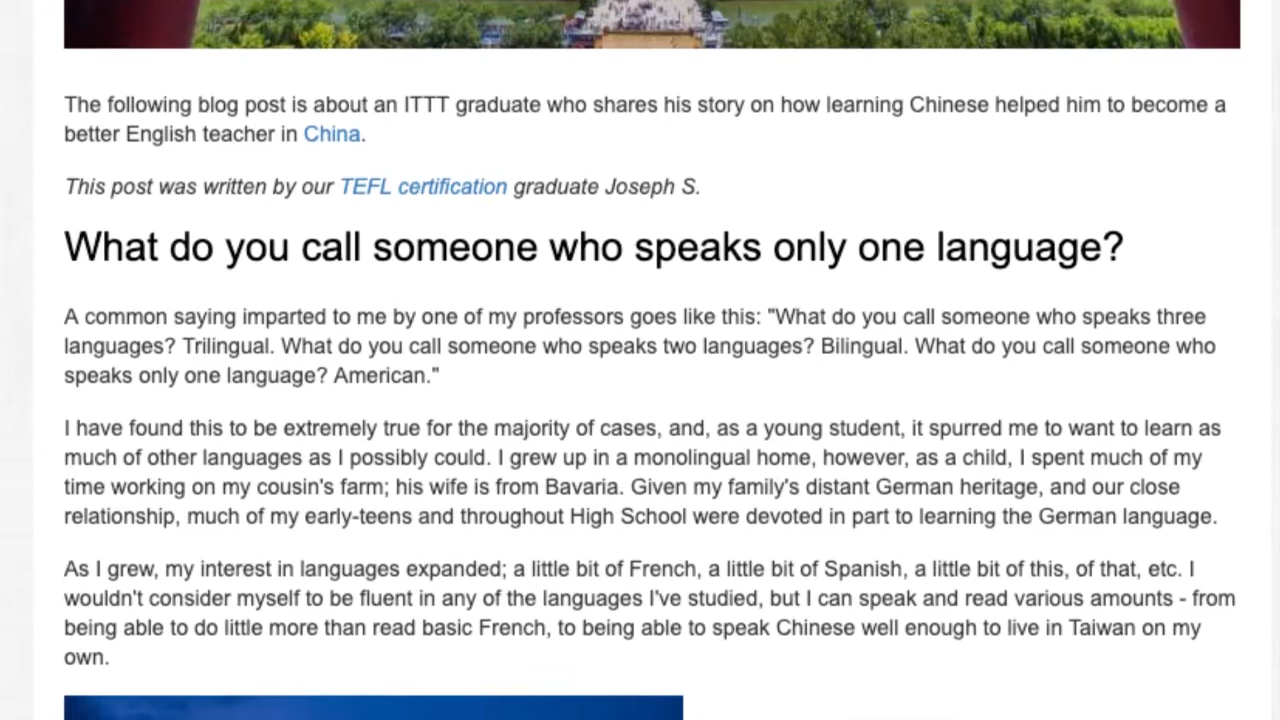 The following blog post is about an ITTT graduate who shares his story on how learning Chinese helped him to become a
better English teacher in China.
This post was written by our TEFL certification graduate Joseph S.
What do you call someone who speaks only one language?
A common saying imparted to me by one of my professors goes like this: "What do you call someone who speaks three
languages? Trilingual. What do you call someone who speaks two languages? Bilingual. What do you call someone who
speaks only one language? American."
I have found this to be extremely true for the majority of cases, and, as a young student, it spurred me to want to learn as
much of other languages as I possibly could. I grew up in a monolingual home, however, as a child, I spent much of my
time working on my cousin's farm; his wife is from Bavaria. Given my family's distant German heritage, and our close
relationship, much of my early-teens and throughout High School were devoted in part to learning the German language.
As I grew, my interest in languages expanded; a little bit of French, a little bit of Spanish, a little bit of this, of that, etc. I
wouldn't consider myself to be fluent in any of the languages I've studied, but I can speak and read various amounts - from
being able to do little more than read basic French, to being able to speak Chinese well enough to live in Taiwan on my
own.